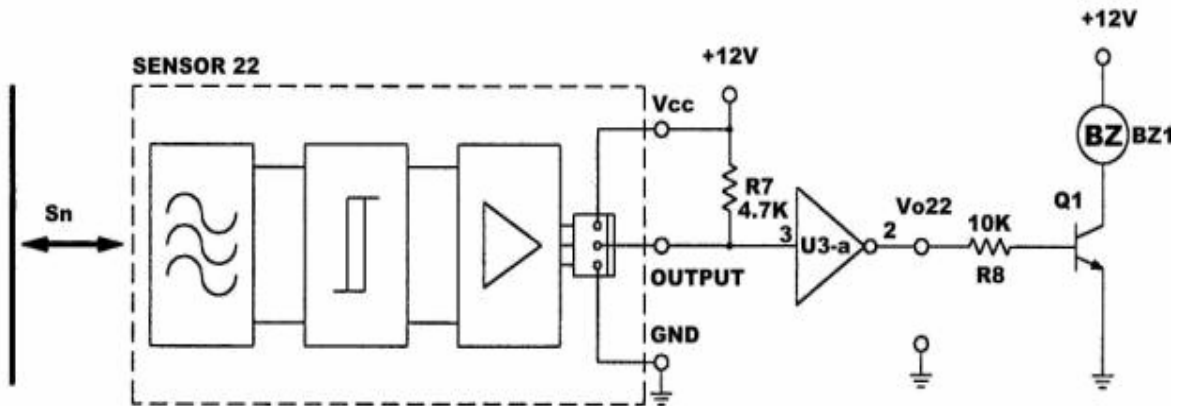 +12V
+12V
SENSOR 22
Vcc
BZ
BZ1
Sn
R7
4.7K
Vo22
Q1
3
U3-a
2
10K
R8
OUTPUT
GND